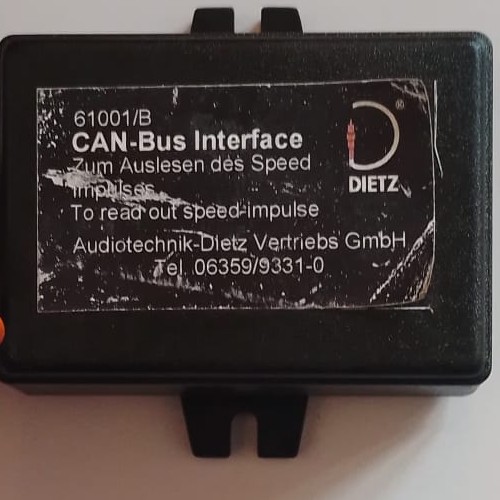 61001/B
CAN-Bus Interface
Zum Auslesen des Speed
Impulses
To read out speed-impulse
Audiotechnik-Dietz Vertriebs GmbH
Tel. 06359/9331-0
®
DIETZ